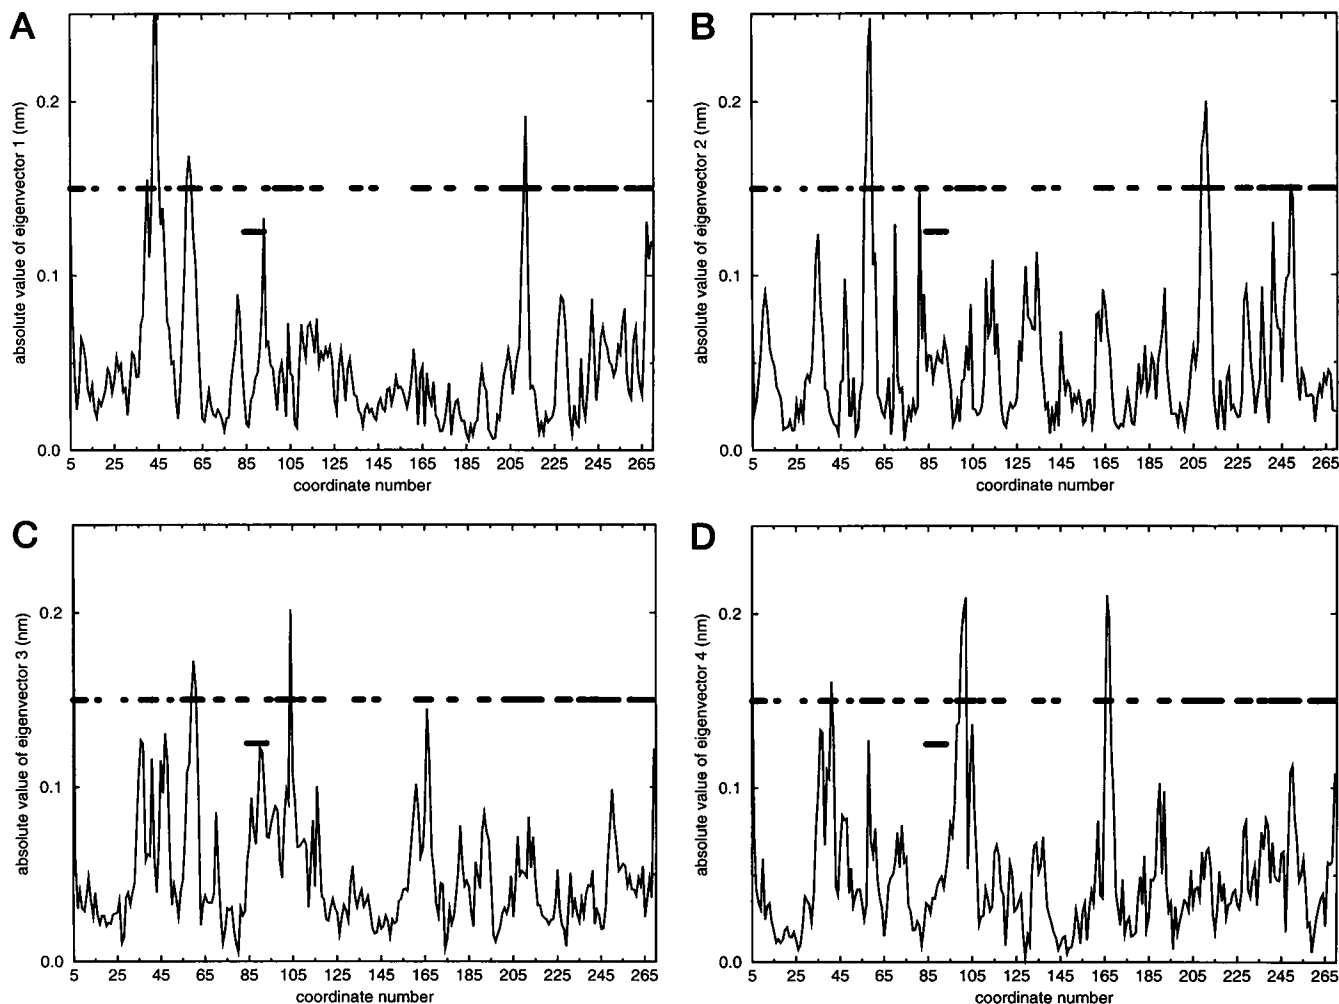 A
absolute value of eigenvector 1 (nm)
0.2
0.1
0.0
5 25 45 65 85 105 125 145 165 185 205 225 245 265
coordinate number
B
absolute value of eigenvector 2 (nm)
0.2
0.1
0.0
5 25 45 65 85 105 125 145 165 185 205 225 245 265
coordinate number
C
absolute value of eigenvector 3 (nm)
0.2
0.1
0.0
5 25 45 65 85 105 125 145 165 185 205 225 245 265
coordinate number
D
absolute value of eigenvector 4 (nm)
0.2
0.1
0.0
5 25 45 65 85 105 125 145 165 185 205 225 245 265
coordinate number